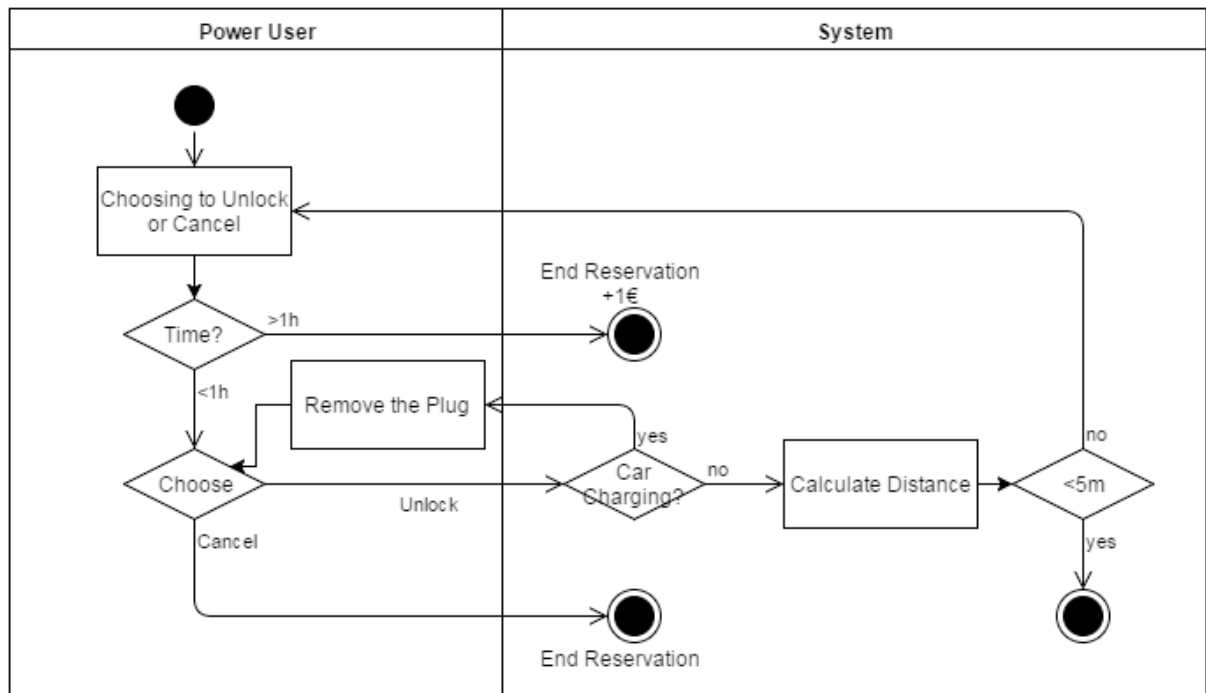 Power User
System
Choosing to Unlock
or Cancel
End Reservation
+1€
Time?
>1h
<1h
Remove the Plug
yes
no
Choose
Unlock
Car
Charging?
no
Calculate Distance
<5m
Cancel
yes
End Reservation